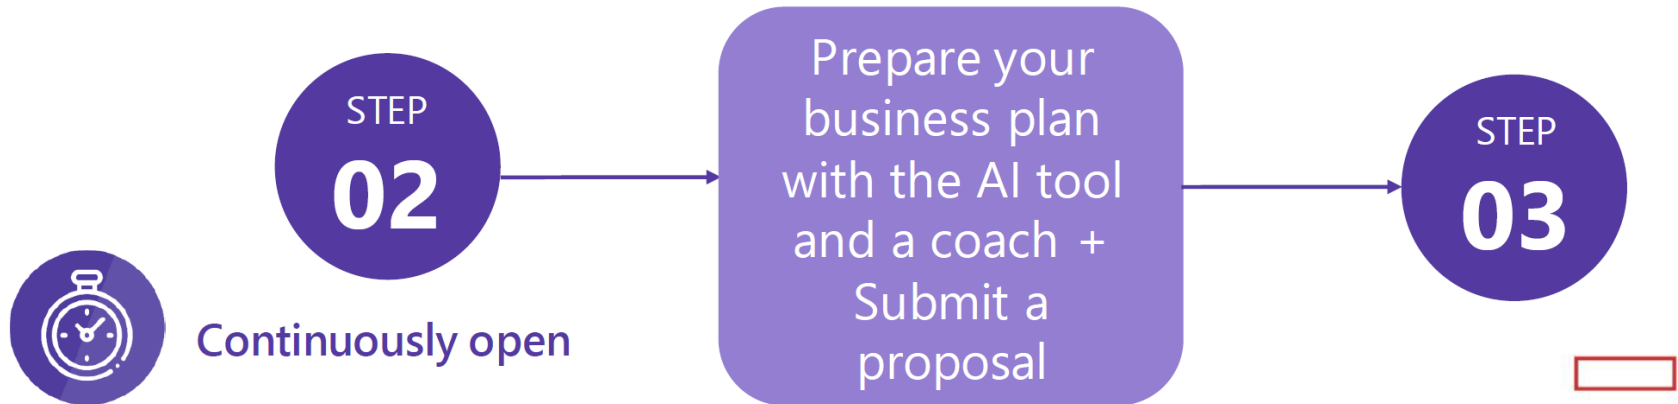 STEP
02
Continuously open
Prepare your
business plan
with the AI tool
and a coach +
Submit a
proposal
STEP
03